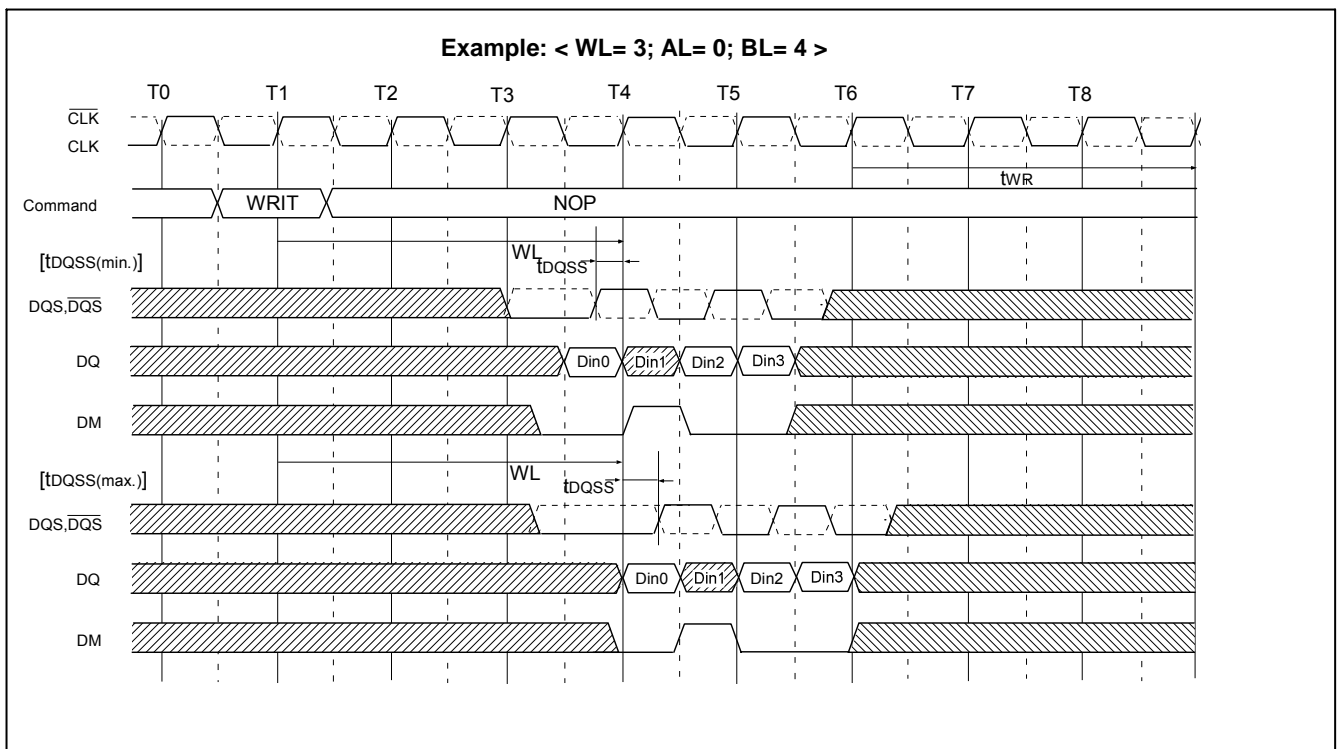 Example: < WL= 3; AL= 0; BL= 4 >
T0 T1 T2 T3 T4 T5 T6 T7 T8
CLK
CLK
tWR
Command WRIT NOP
WL
[tDQSS(min.)] tDQSS
DQS,DQS
DQ Din0 Din1 Din2 Din3
DM
WL
[tDQSS(max.)] tDQSS
DQS,DQS
DQ Din0 Din1 Din2 Din3
DM